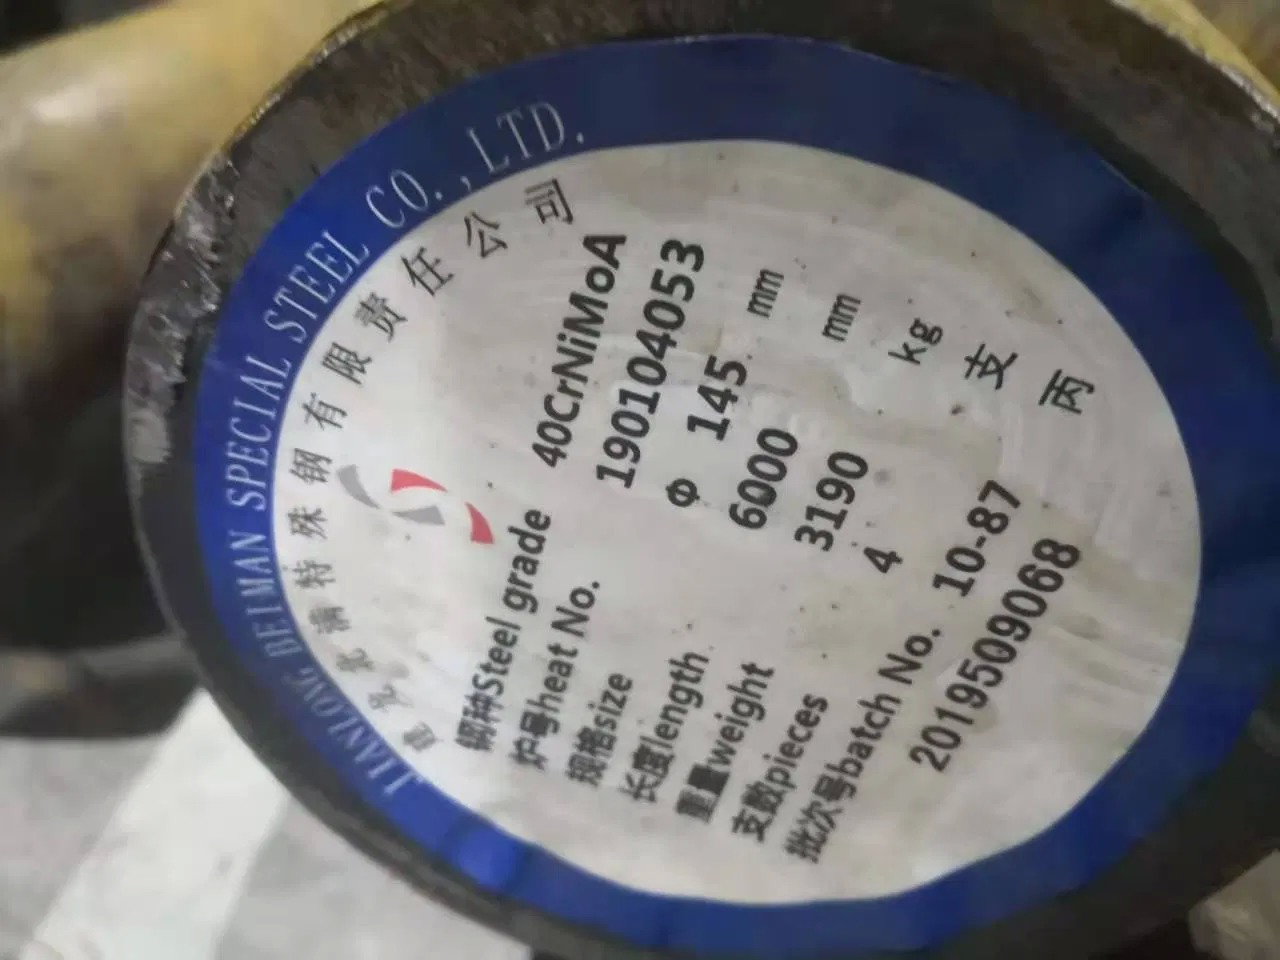 JIANLONG BEIMAN SPECIAL STEEL CO.,LTD.
建龙北满特殊钢有限责任公司
钢种Steel grade 40CrNiMoA
炉号heat No. 190104053
规格size Φ 145 mm
长度length 6000 mm
重量weight 3190 kg
支数pieces 4 支
批次号batch No. 10-87 丙
2019509068